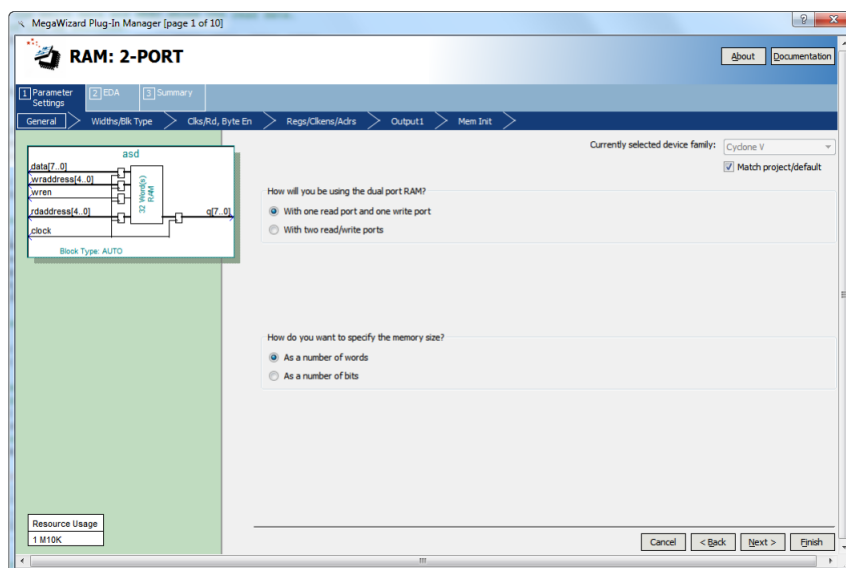 MegaWizard Plug-In Manager [page 1 of 10]
RAM: 2-PORT
About
Documentation
1 Parameter Settings
2 EDA
3 Summary
General
Widths/Blk Type
Clks/Rd, Byte En
Regs/Clkens/Adrs
Output1
Mem Init
Currently selected device family:
Cyclone V
Match project/default
asd
data[7..0]
wraddress[4..0]
wren
rdaddress[4..0]
clock
32 Word(s)
RAM
q[7..0]
Block Type: AUTO
How will you be using the dual port RAM?
With one read port and one write port
With two read/write ports
How do you want to specify the memory size?
As a number of words
As a number of bits
Resource Usage
1 M10K
Cancel
< Back
Next >
Finish